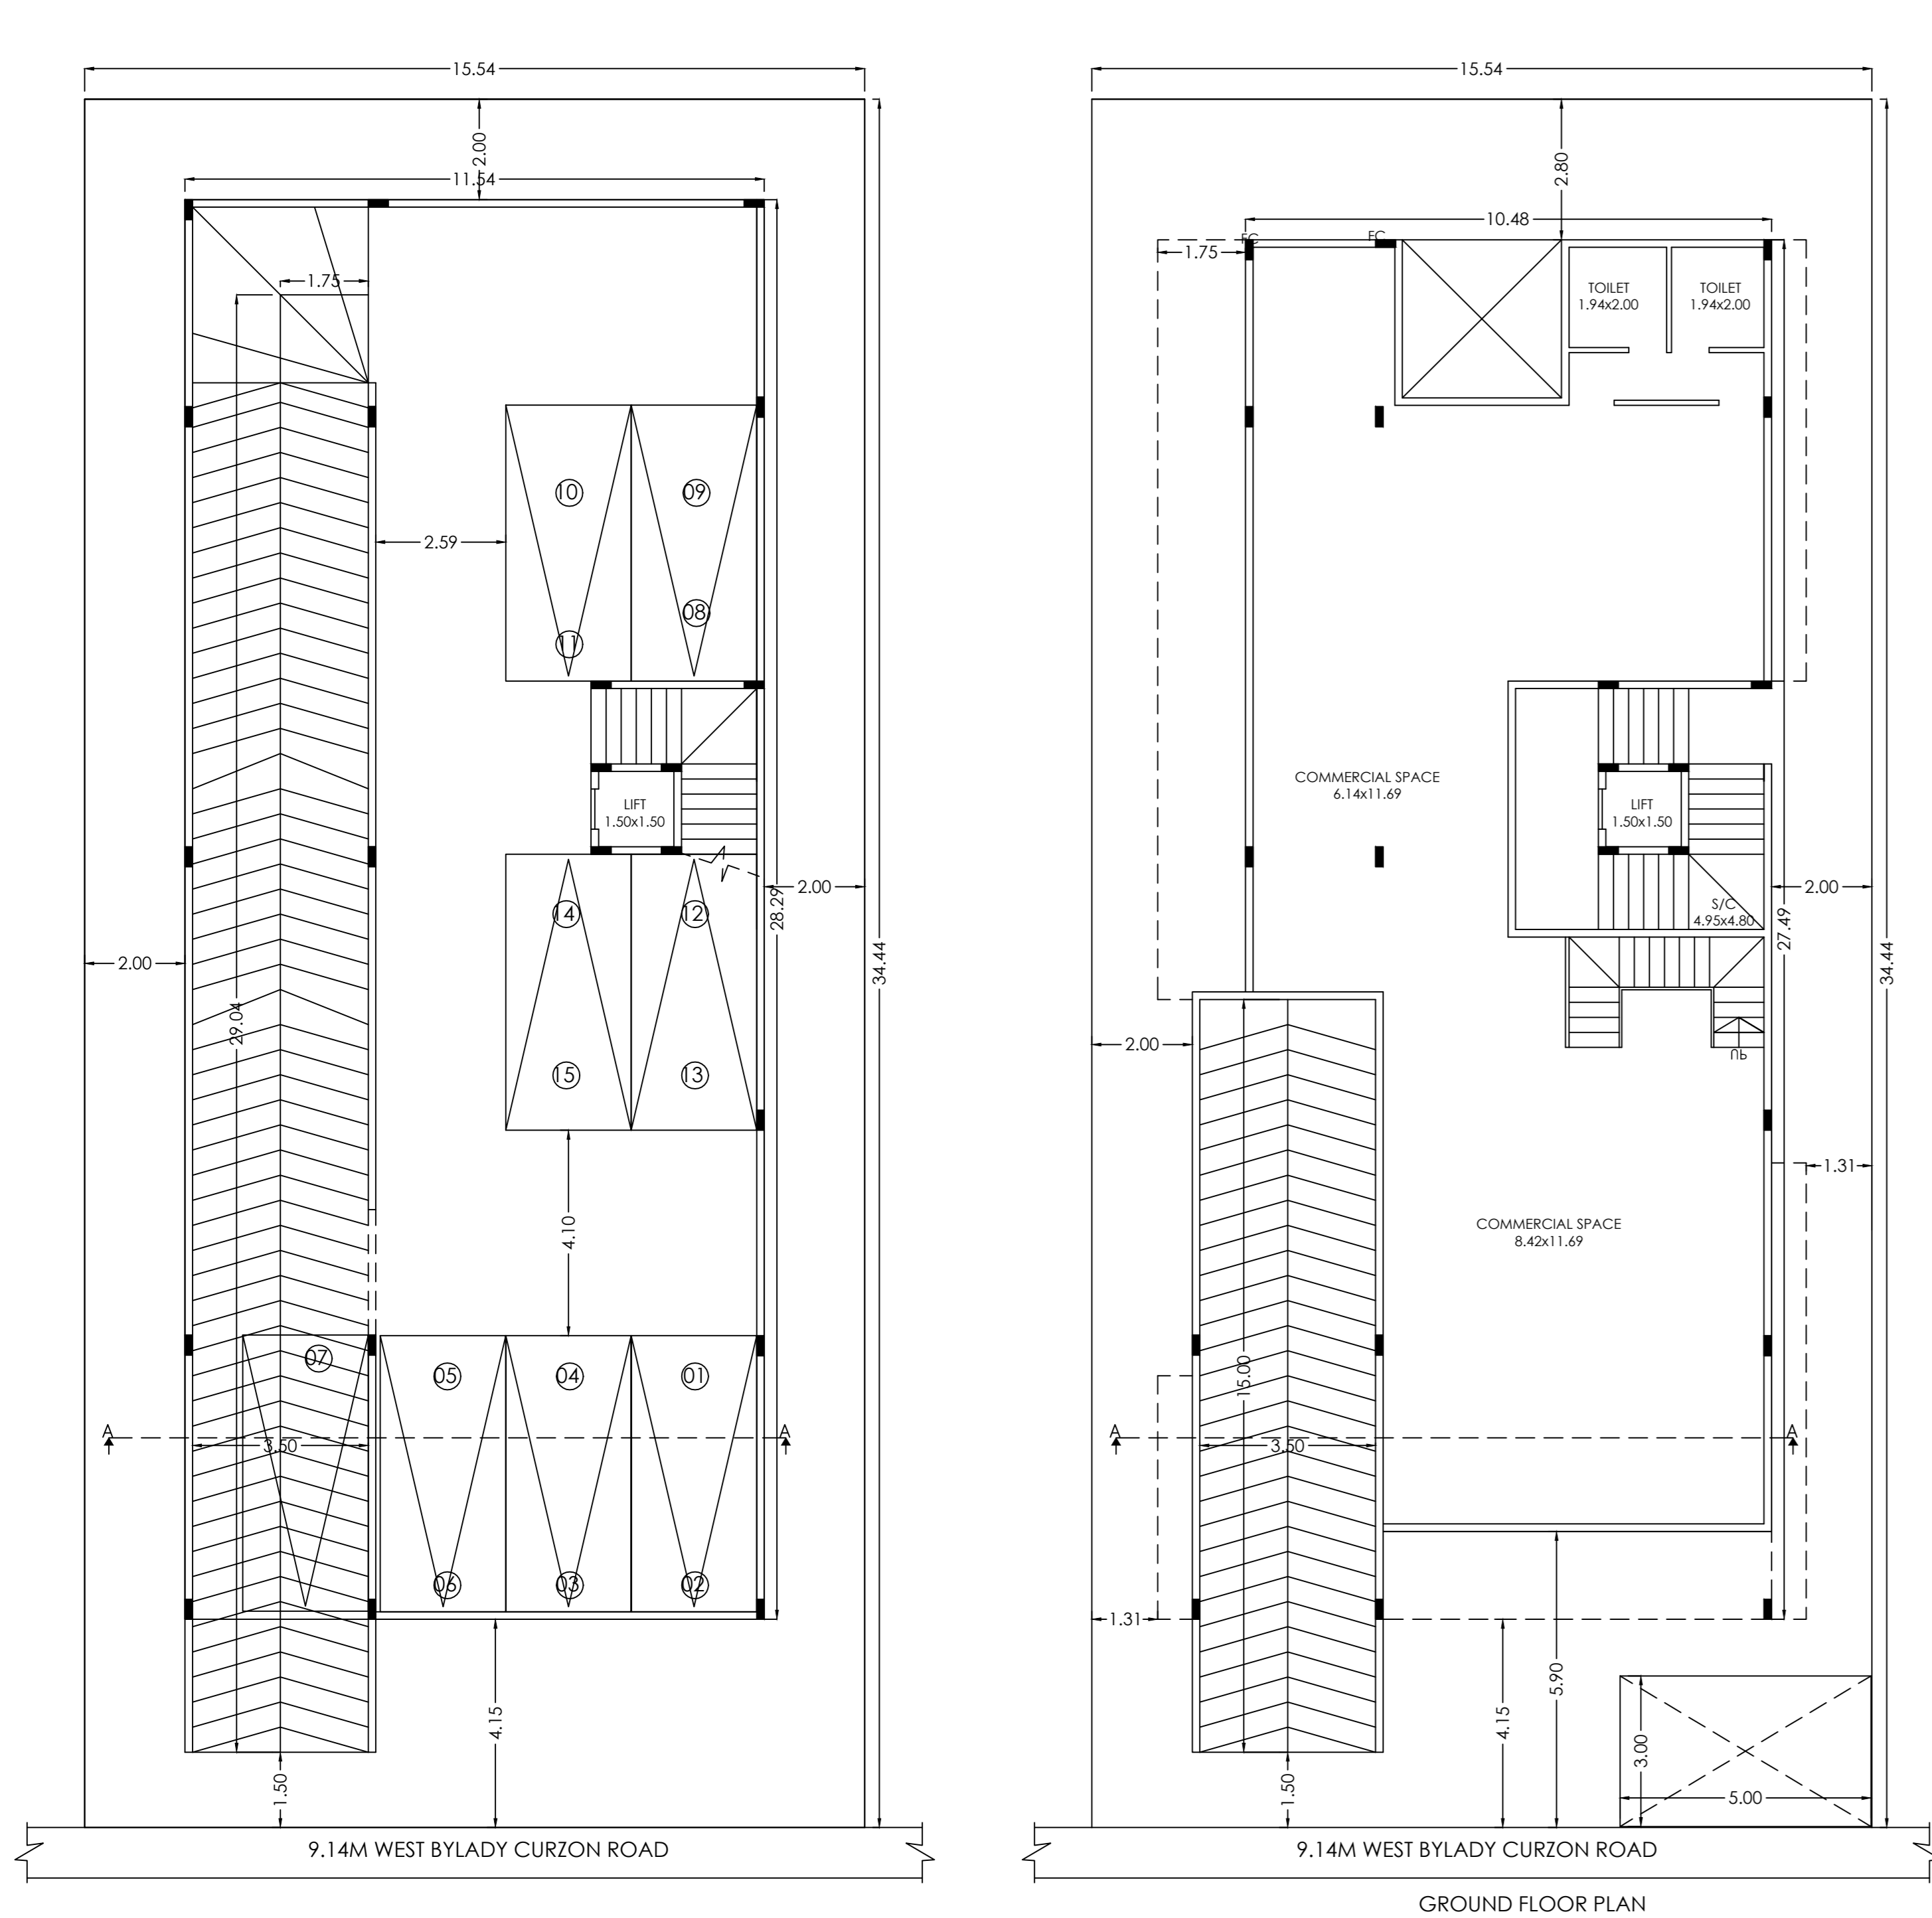 15.54
2.00
11.54
1.75
10
09
2.59
08
11
LIFT
1.50x1.50
2.00
28.29
14
12
34.44
2.00
29.04
15
13
4.10
07
05
04
01
A
A
3.50
06
03
02
4.15
1.50
9.14M WEST BYLADY CURZON ROAD
15.54
2.80
10.48
FC
FC
1.75
TOILET
1.94x2.00
TOILET
1.94x2.00
COMMERCIAL SPACE
6.14x11.69
LIFT
1.50x1.50
2.00
S/C
4.95x4.80
27.49
34.44
2.00
UP
1.31
COMMERCIAL SPACE
8.42x11.69
15.00
A
A
3.50
1.31
5.90
4.15
3.00
1.50
5.00
9.14M WEST BYLADY CURZON ROAD
GROUND FLOOR PLAN